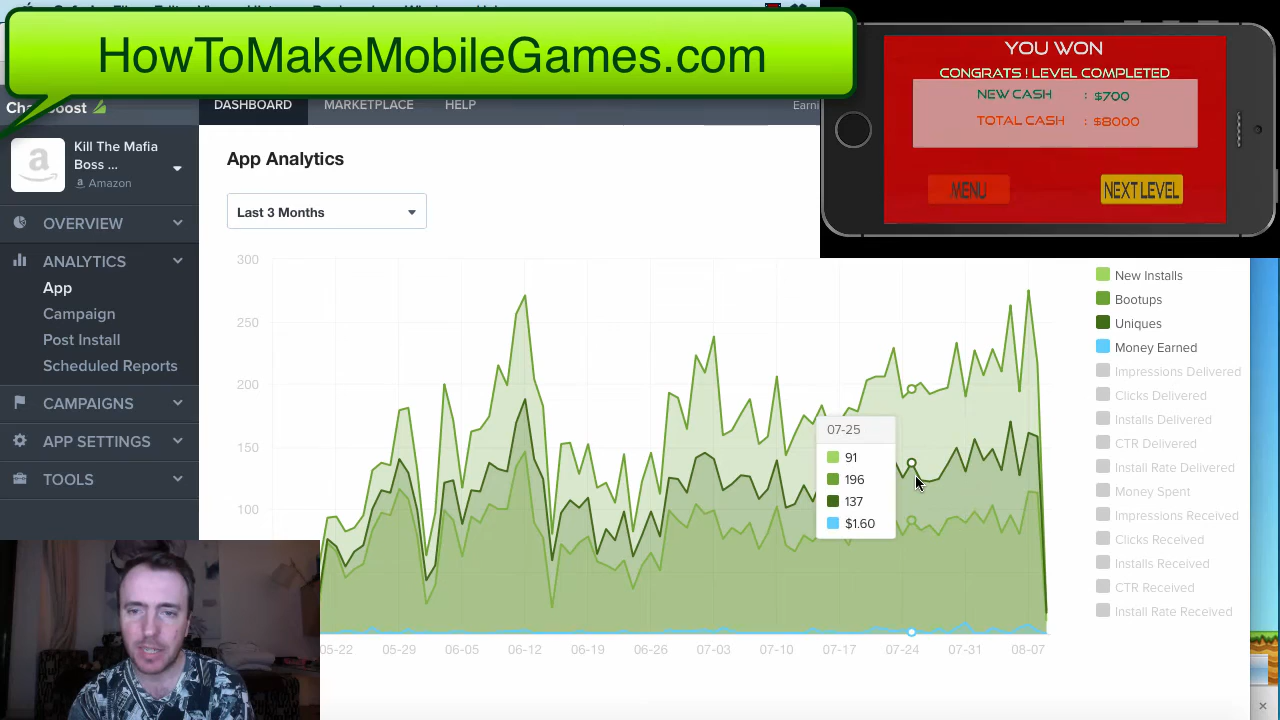 HowToMakeMobileGames.com
YOU WON
CONGRATS ! LEVEL COMPLETED
NEW CASH : $700
TOTAL CASH : $8000
MENU
NEXT LEVEL
DASHBOARD
MARKETPLACE
HELP
Kill The Mafia
Boss ...
Amazon
OVERVIEW
ANALYTICS
App
Campaign
Post Install
Scheduled Reports
CAMPAIGNS
APP SETTINGS
TOOLS
App Analytics
Last 3 Months
300
250
200
150
100
07-25
91
196
137
$1.60
05-22
05-29
06-05
06-12
06-19
06-26
07-03
07-10
07-17
07-24
07-31
08-07
New Installs
Bootups
Uniques
Money Earned
Impressions Delivered
Clicks Delivered
Installs Delivered
CTR Delivered
Install Rate Delivered
Money Spent
Impressions Received
Clicks Received
Installs Received
CTR Received
Install Rate Received